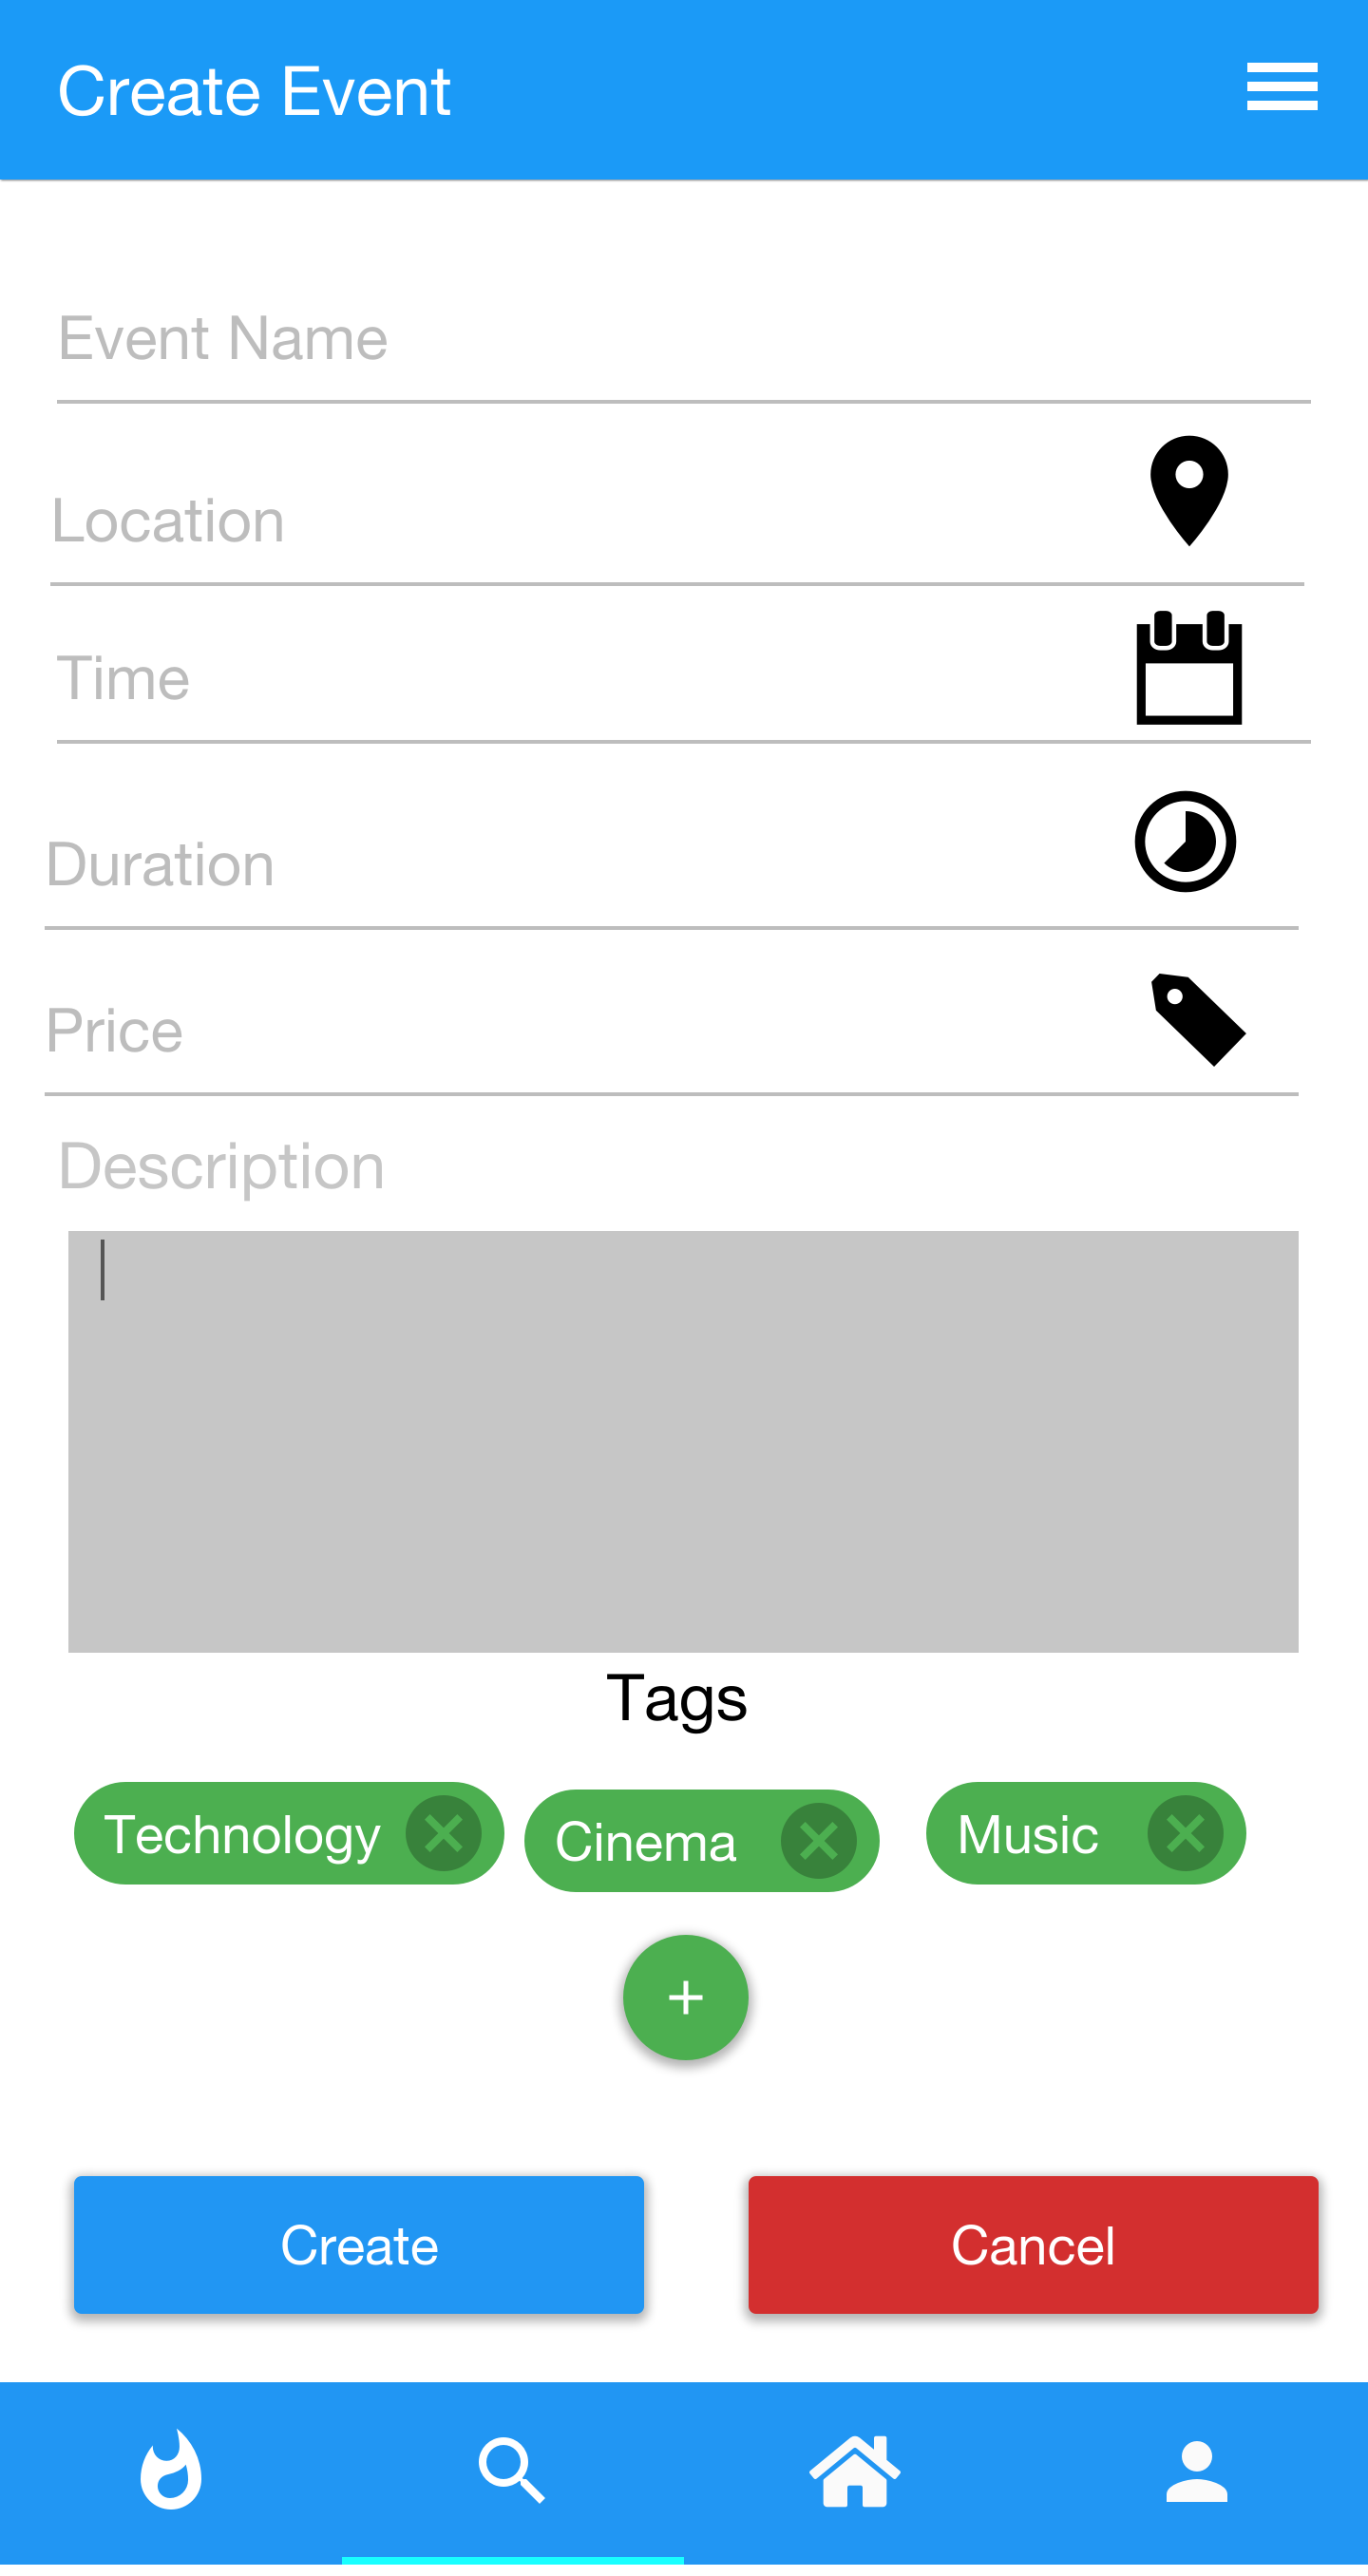 Create Event
Event Name
Location
Time
Duration
Price
Description
Tags
Technology
Cinema
Music
+
Create
Cancel